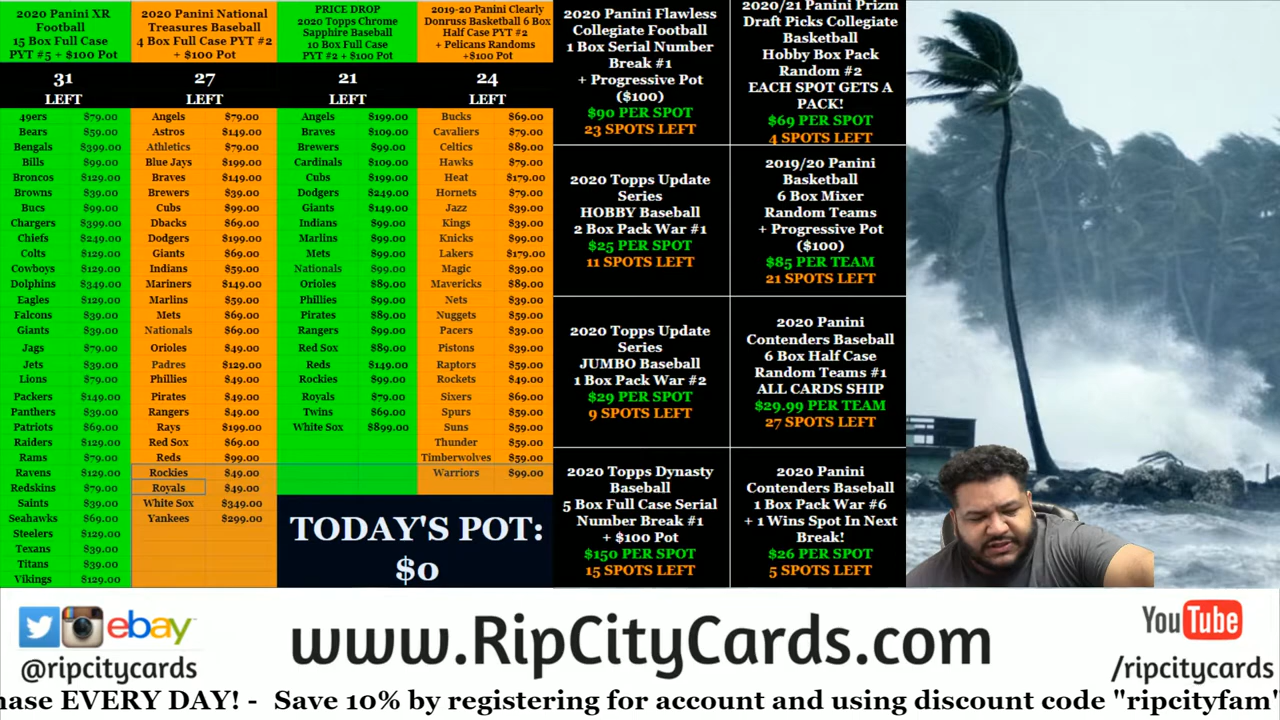 2020 Panini XR
Football
15 Box Full Case
PYT #5 + $100 Pot
31
LEFT
49ers $79.00
Bears $59.00
Bengals $399.00
Bills $99.00
Broncos $129.00
Browns $39.00
Bucs $99.00
Chargers $399.00
Chiefs $249.00
Colts $129.00
Cowboys $129.00
Dolphins $349.00
Eagles $129.00
Falcons $39.00
Giants $39.00
Jags $79.00
Jets $39.00
Lions $79.00
Packers $149.00
Panthers $39.00
Patriots $69.00
Raiders $129.00
Rams $79.00
Ravens $129.00
Redskins $79.00
Saints $39.00
Seahawks $69.00
Steelers $129.00
Texans $39.00
Titans $39.00
Vikings $129.00
2020 Panini National
Treasures Baseball
4 Box Full Case PYT #2
+ $100 Pot
27
LEFT
Angels $79.00
Astros $149.00
Athletics $79.00
Blue Jays $199.00
Braves $149.00
Brewers $39.00
Cubs $99.00
Dbacks $69.00
Dodgers $199.00
Giants $69.00
Indians $59.00
Mariners $149.00
Marlins $59.00
Mets $69.00
Nationals $69.00
Orioles $49.00
Padres $129.00
Phillies $49.00
Pirates $49.00
Rangers $49.00
Rays $199.00
Red Sox $69.00
Reds $99.00
Rockies $49.00
Royals $49.00
White Sox $349.00
Yankees $299.00
PRICE DROP
2020 Topps Chrome
Sapphire Baseball
10 Box Full Case
PYT #2 + $100 Pot
21
LEFT
Angels $199.00
Braves $109.00
Brewers $99.00
Cardinals $109.00
Cubs $199.00
Dodgers $249.00
Giants $149.00
Indians $99.00
Marlins $99.00
Mets $99.00
Nationals $99.00
Orioles $89.00
Phillies $99.00
Pirates $89.00
Rangers $99.00
Red Sox $89.00
Reds $149.00
Rockies $99.00
Royals $79.00
Twins $69.00
White Sox $899.00
TODAY'S POT:
$0
2019-20 Panini Clearly
Donruss Basketball 6 Box
Half Case PYT #2
+ Pelicans Randoms
+$100 Pot
24
LEFT
Bucks $69.00
Cavaliers $79.00
Celtics $89.00
Hawks $79.00
Heat $179.00
Hornets $79.00
Jazz $39.00
Kings $39.00
Knicks $99.00
Lakers $179.00
Magic $39.00
Mavericks $89.00
Nets $39.00
Nuggets $59.00
Pacers $39.00
Pistons $39.00
Raptors $59.00
Rockets $49.00
Sixers $69.00
Spurs $59.00
Suns $59.00
Thunder $59.00
Timberwolves $59.00
Warriors $99.00
2020 Panini Flawless
Collegiate Football
1 Box Serial Number
Break #1
+ Progressive Pot
($100)
$90 PER SPOT
23 SPOTS LEFT
2020/21 Panini Prizm
Draft Picks Collegiate
Basketball
Hobby Box Pack
Random #2
EACH SPOT GETS A
PACK!
$69 PER SPOT
4 SPOTS LEFT
2020 Topps Update
Series
HOBBY Baseball
2 Box Pack War #1
$25 PER SPOT
11 SPOTS LEFT
2019/20 Panini
Basketball
6 Box Mixer
Random Teams
+ Progressive Pot
($100)
$85 PER TEAM
21 SPOTS LEFT
2020 Topps Update
Series
JUMBO Baseball
1 Box Pack War #2
$29 PER SPOT
9 SPOTS LEFT
2020 Panini
Contenders Baseball
6 Box Half Case
Random Teams #1
ALL CARDS SHIP
$29.99 PER TEAM
27 SPOTS LEFT
2020 Topps Dynasty
Baseball
5 Box Full Case Serial
Number Break #1
+ $100 Pot
$150 PER SPOT
15 SPOTS LEFT
2020 Panini
Contenders Baseball
1 Box Pack War #6
+ 1 Wins Spot In Next
Break!
$26 PER SPOT
5 SPOTS LEFT
ebay
@ripcitycards
www.RipCityCards.com
YouTube
/ripcitycards
hase EVERY DAY! - Save 10% by registering for account and using discount code "ripcityfam"